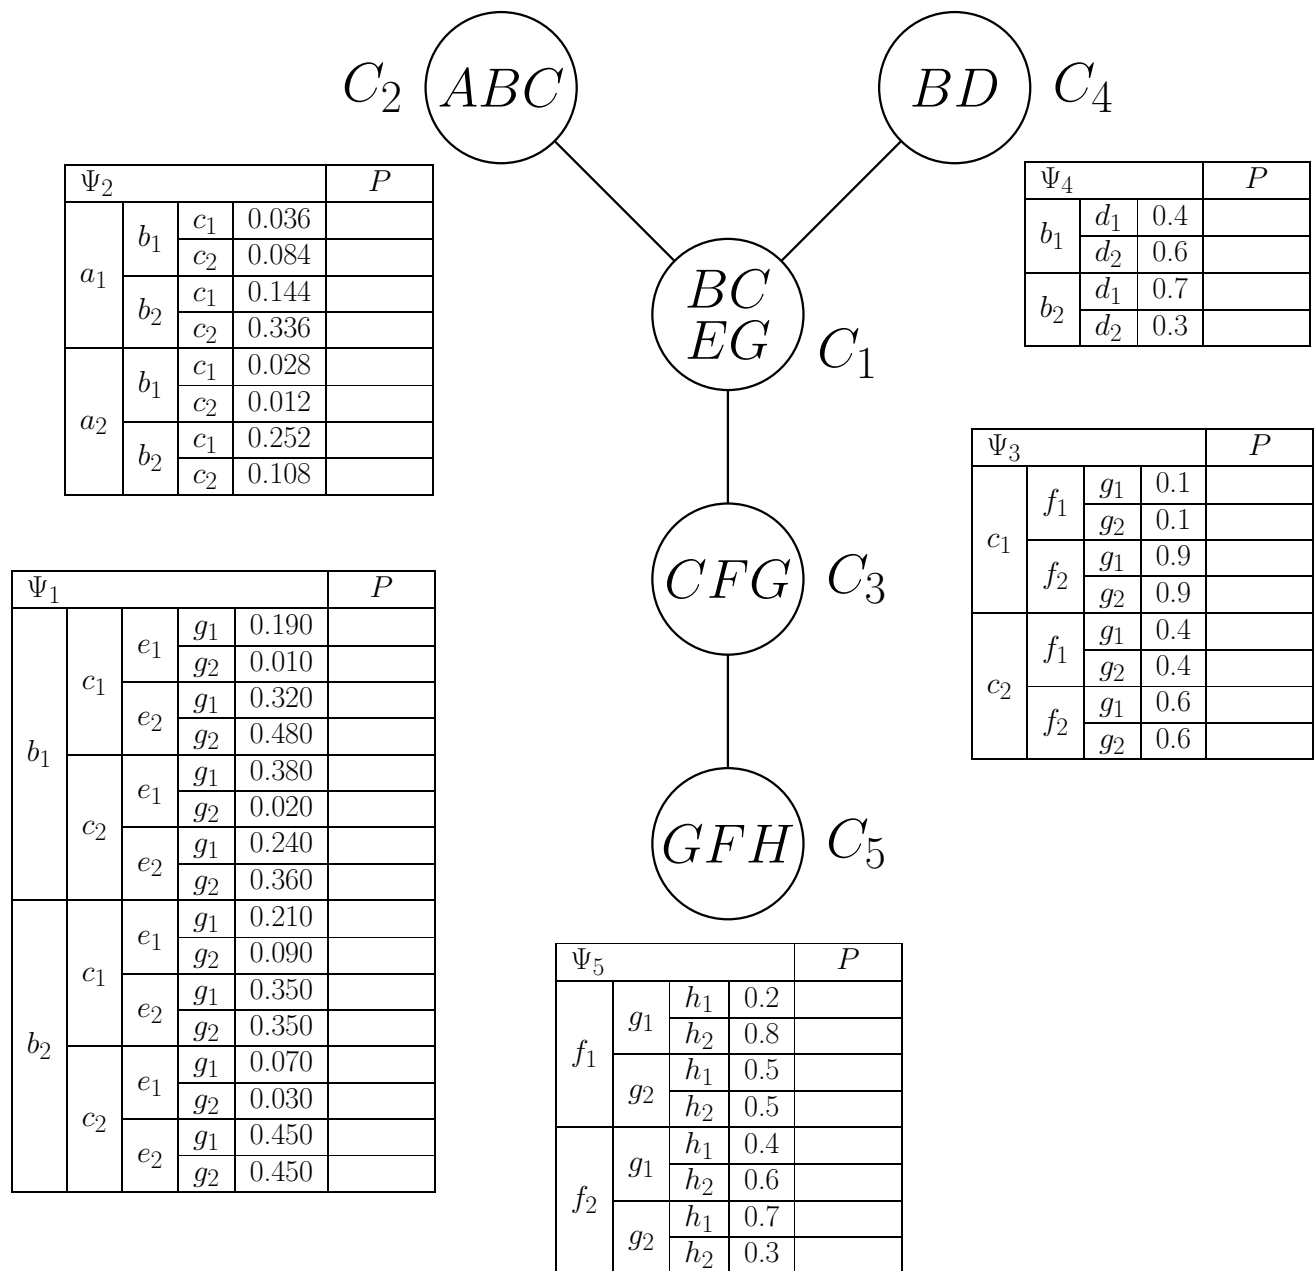 C₂ ABC
BD C₄
Ψ₂ P
a₁ b₁ c₁ 0.036
c₂ 0.084
b₂ c₁ 0.144
c₂ 0.336
a₂ b₁ c₁ 0.028
c₂ 0.012
b₂ c₁ 0.252
c₂ 0.108
Ψ₄ P
b₁ d₁ 0.4
d₂ 0.6
b₂ d₁ 0.7
d₂ 0.3
BC
EG
C₁
Ψ₃ P
c₁ f₁ g₁ 0.1
g₂ 0.1
f₂ g₁ 0.9
g₂ 0.9
c₂ f₁ g₁ 0.4
g₂ 0.4
f₂ g₁ 0.6
g₂ 0.6
CFG C₃
Ψ₁ P
b₁ c₁ e₁ g₁ 0.190
g₂ 0.010
e₂ g₁ 0.320
g₂ 0.480
c₂ e₁ g₁ 0.380
g₂ 0.020
e₂ g₁ 0.240
g₂ 0.360
b₂ c₁ e₁ g₁ 0.210
g₂ 0.090
e₂ g₁ 0.350
g₂ 0.350
c₂ e₁ g₁ 0.070
g₂ 0.030
e₂ g₁ 0.450
g₂ 0.450
GFH C₅
Ψ₅ P
f₁ g₁ h₁ 0.2
h₂ 0.8
g₂ h₁ 0.5
h₂ 0.5
f₂ g₁ h₁ 0.4
h₂ 0.6
g₂ h₁ 0.7
h₂ 0.3